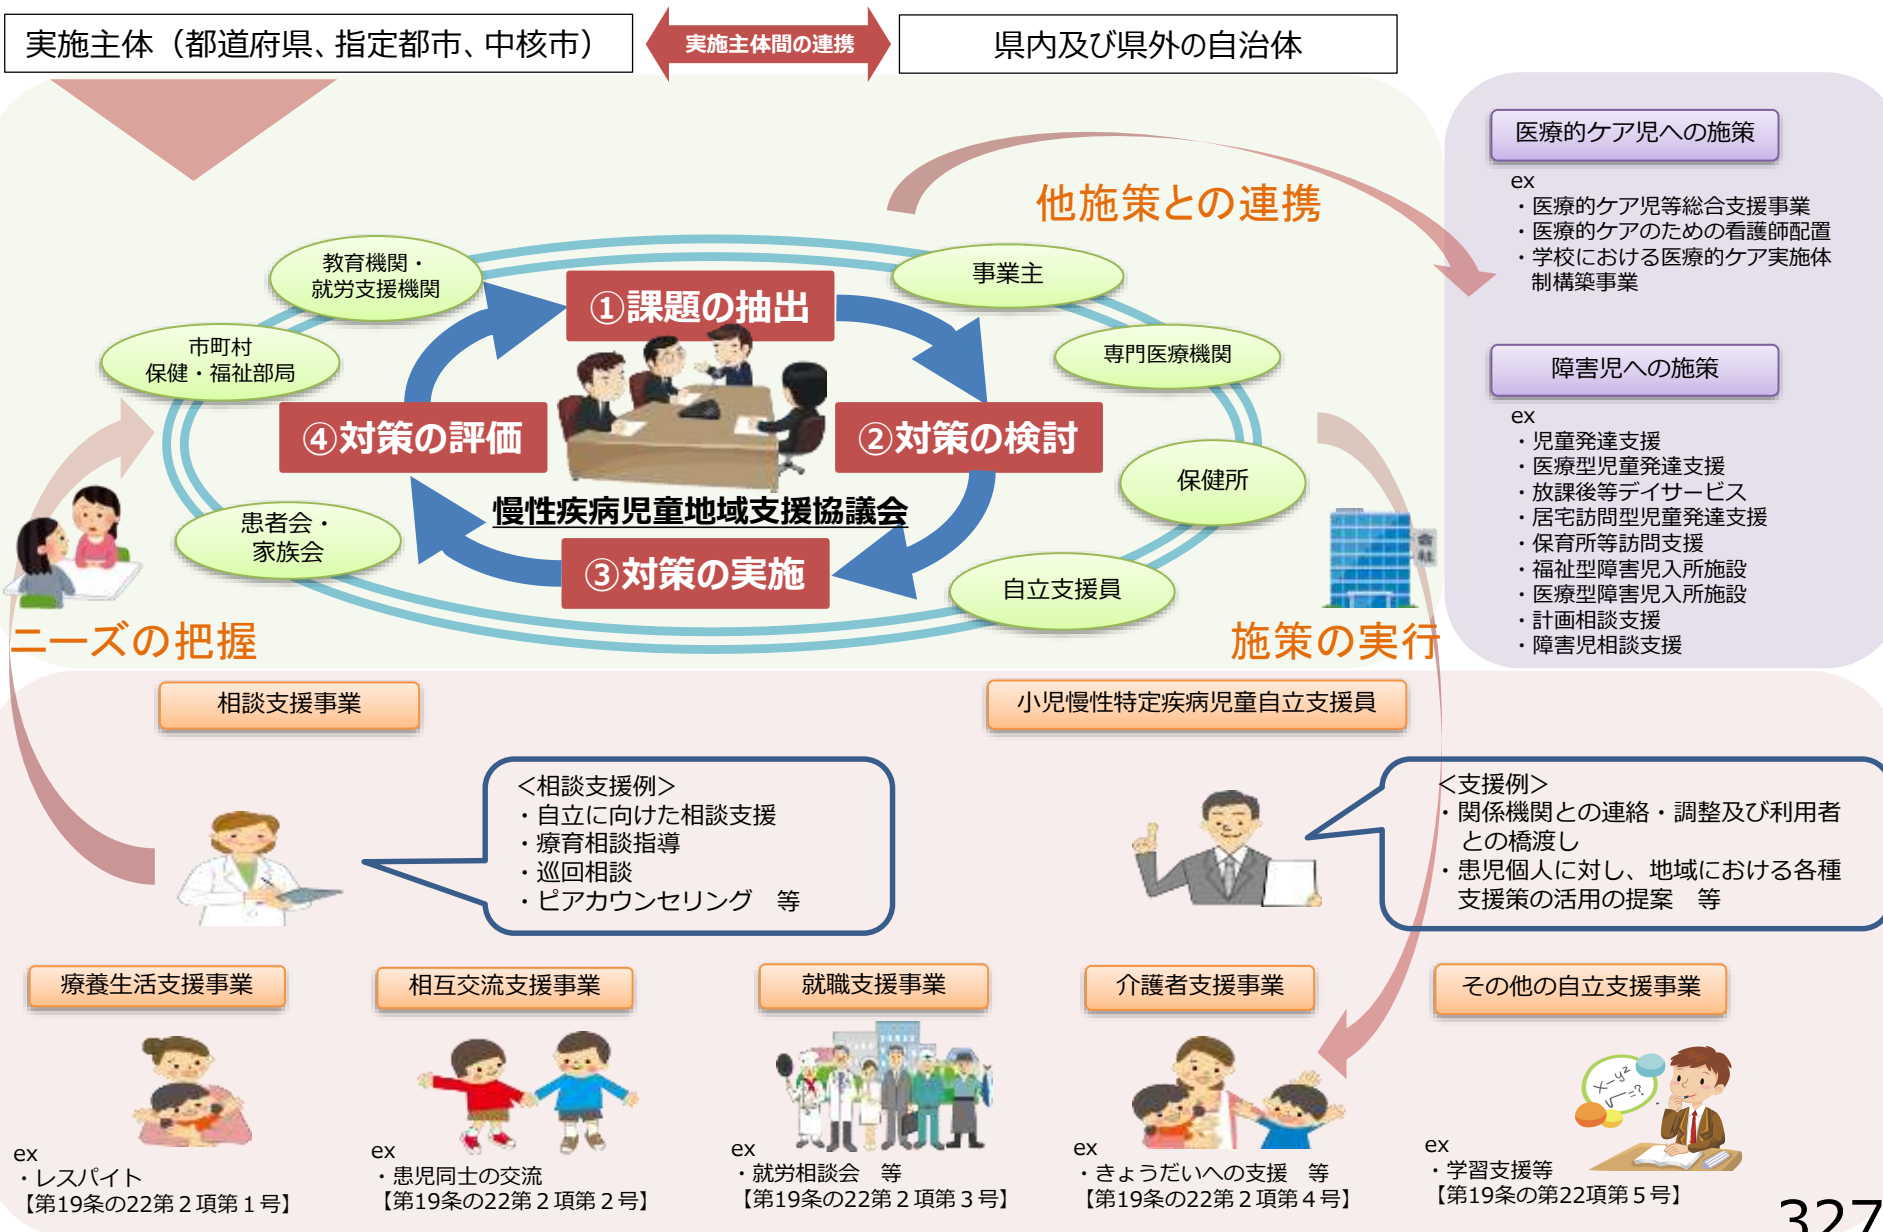 実施主体（都道府県、指定都市、中核市）
実施主体間の連携
県内及び県外の自治体
医療的ケア児への施策
ex
・医療的ケア児等総合支援事業
・医療的ケアのための看護師配置
・学校における医療的ケア実施体
制構築事業
他施策との連携
教育機関・
就労支援機関
事業主
①課題の抽出
市町村
保健・福祉部局
専門医療機関
障害児への施策
ex
・児童発達支援
・医療型児童発達支援
・放課後等デイサービス
・居宅訪問型児童発達支援
・保育所等訪問支援
・福祉型障害児入所施設
・医療型障害児入所施設
・計画相談支援
・障害児相談支援
④対策の評価
②対策の検討
保健所
慢性疾病児童地域支援協議会
患者会・
家族会
③対策の実施
自立支援員
会社
ニーズの把握
施策の実行
相談支援事業
小児慢性特定疾病児童自立支援員
＜相談支援例＞
・自立に向けた相談支援
・療育相談指導
・巡回相談
・ピアカウンセリング　等
＜支援例＞
・関係機関との連絡・調整及び利用者
との橋渡し
・患児個人に対し、地域における各種
支援策の活用の提案　等
療養生活支援事業
相互交流支援事業
就職支援事業
介護者支援事業
その他の自立支援事業
x-y²
√=?
ex
・レスパイト
【第19条の22第２項第１号】
ex
・患児同士の交流
【第19条の22第２項第２号】
ex
・就労相談会　等
【第19条の22第２項第３号】
ex
・きょうだいへの支援　等
【第19条の22第２項第４号】
ex
・学習支援等
【第19条の第22項第５号】
327